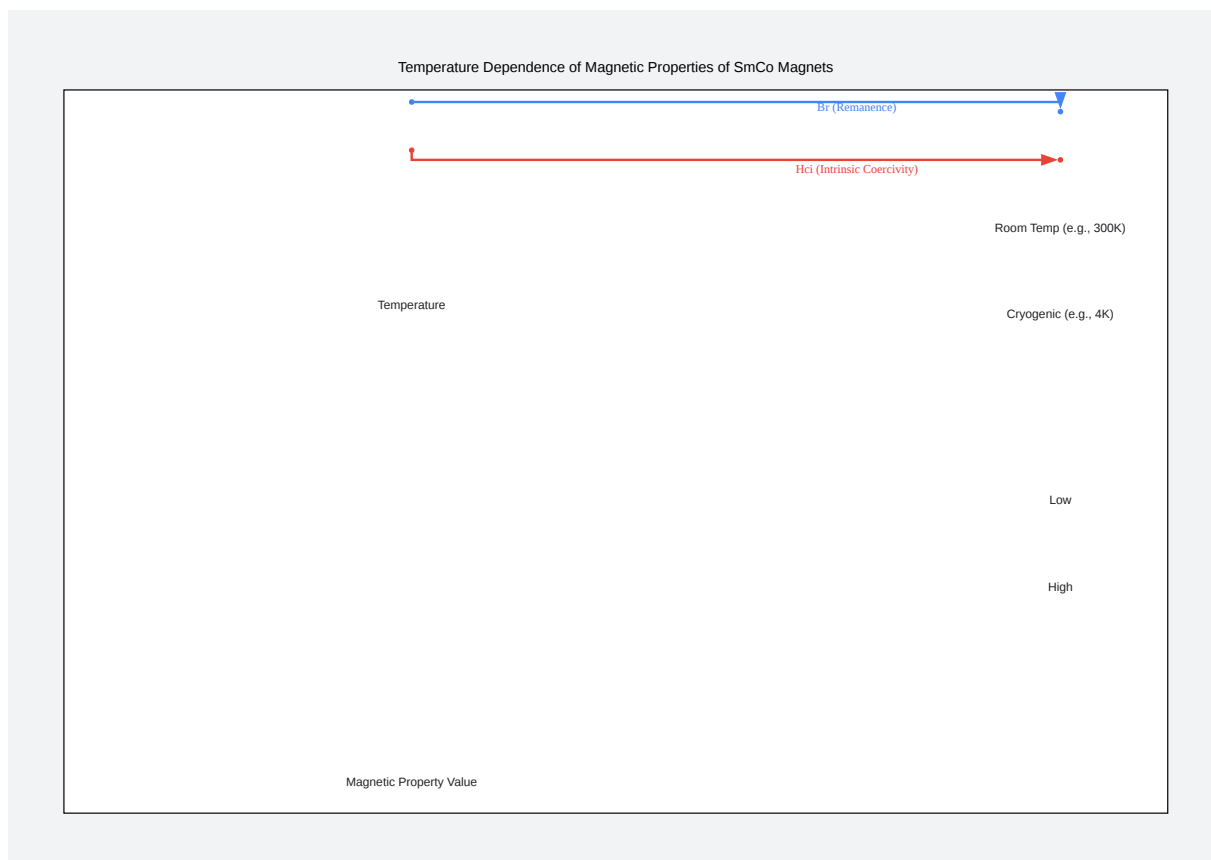 Temperature Dependence of Magnetic Properties of SmCo Magnets
Br (Remanence)
Hci (Intrinsic Coercivity)
Room Temp (e.g., 300K)
Temperature
Cryogenic (e.g., 4K)
Low
High
Magnetic Property Value